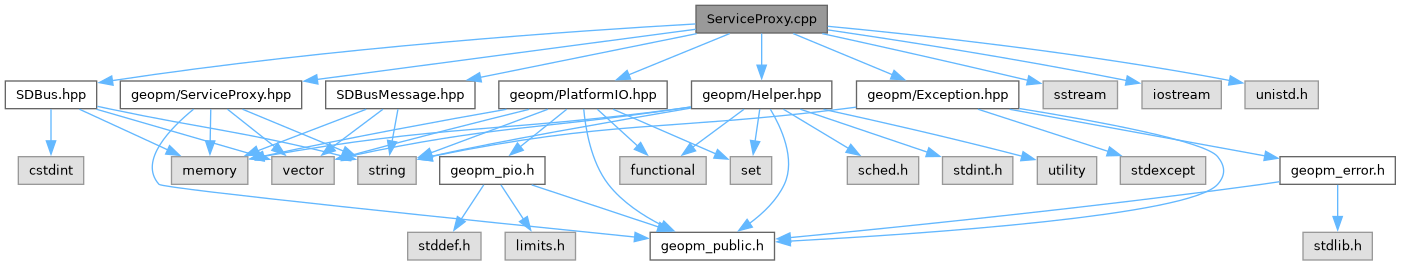 ServiceProxy.cpp
SDBus.hpp
geopm/ServiceProxy.hpp
SDBusMessage.hpp
geopm/PlatformIO.hpp
geopm/Helper.hpp
geopm/Exception.hpp
sstream
iostream
unistd.h
cstdint
memory
vector
string
geopm_pio.h
functional
set
sched.h
stdint.h
utility
stdexcept
geopm_error.h
stddef.h
limits.h
geopm_public.h
stdlib.h